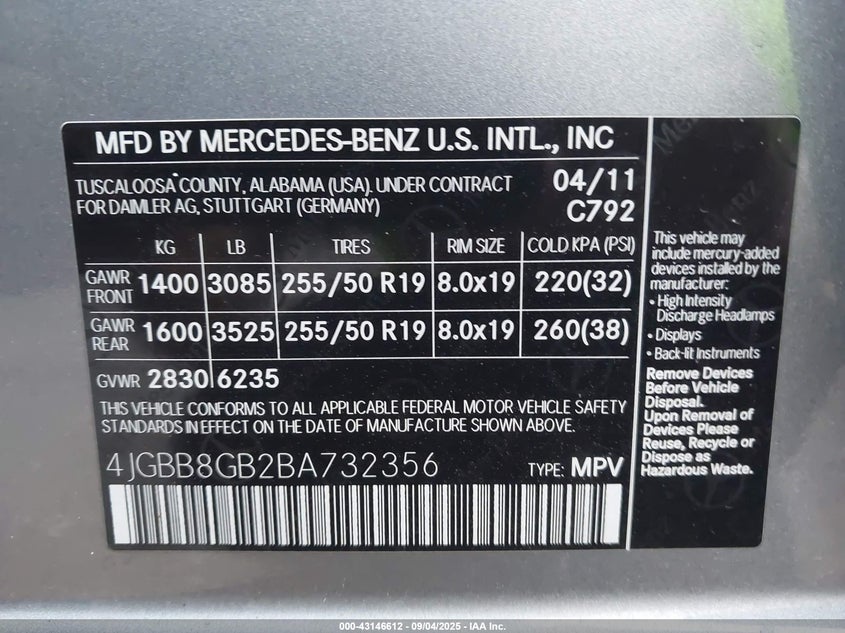 MFD BY MERCEDES-BENZ U.S. INTL., INC
TUSCALOOSA COUNTY, ALABAMA (USA). UNDER CONTRACT
FOR DAIMLER AG, STUTTGART (GERMANY)
04/11
C792
KG LB TIRES RIM SIZE COLD KPA (PSI)
GAWR FRONT 1400 3085 255/50 R19 8.0x19 220(32)
GAWR REAR 1600 3525 255/50 R19 8.0x19 260(38)
GVWR 2830 6235
THIS VEHICLE CONFORMS TO ALL APPLICABLE FEDERAL MOTOR VEHICLE SAFETY
STANDARDS IN EFFECT ON THE DATE OF MANUFACTURE SHOWN ABOVE.
4JGBB8GB2BA732356 TYPE: MPV
This vehicle may
include mercury-added
devices installed by the
manufacturer:
• High Intensity
Discharge Headlamps
• Displays
• Back-lit Instruments
Remove Devices
Before Vehicle
Disposal.
Upon Removal of
Devices Please
Reuse, Recycle or
Dispose as
Hazardous Waste.
000-43146612 - 09/04/2025 - IAA Inc.